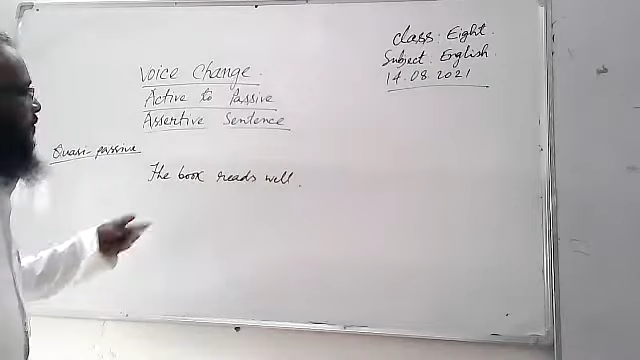 Class : Eight.
Subject : English.
14.08.2021
Voice Change.
Active to Passive
Assertive Sentence
Quasi-passive
The book reads well.